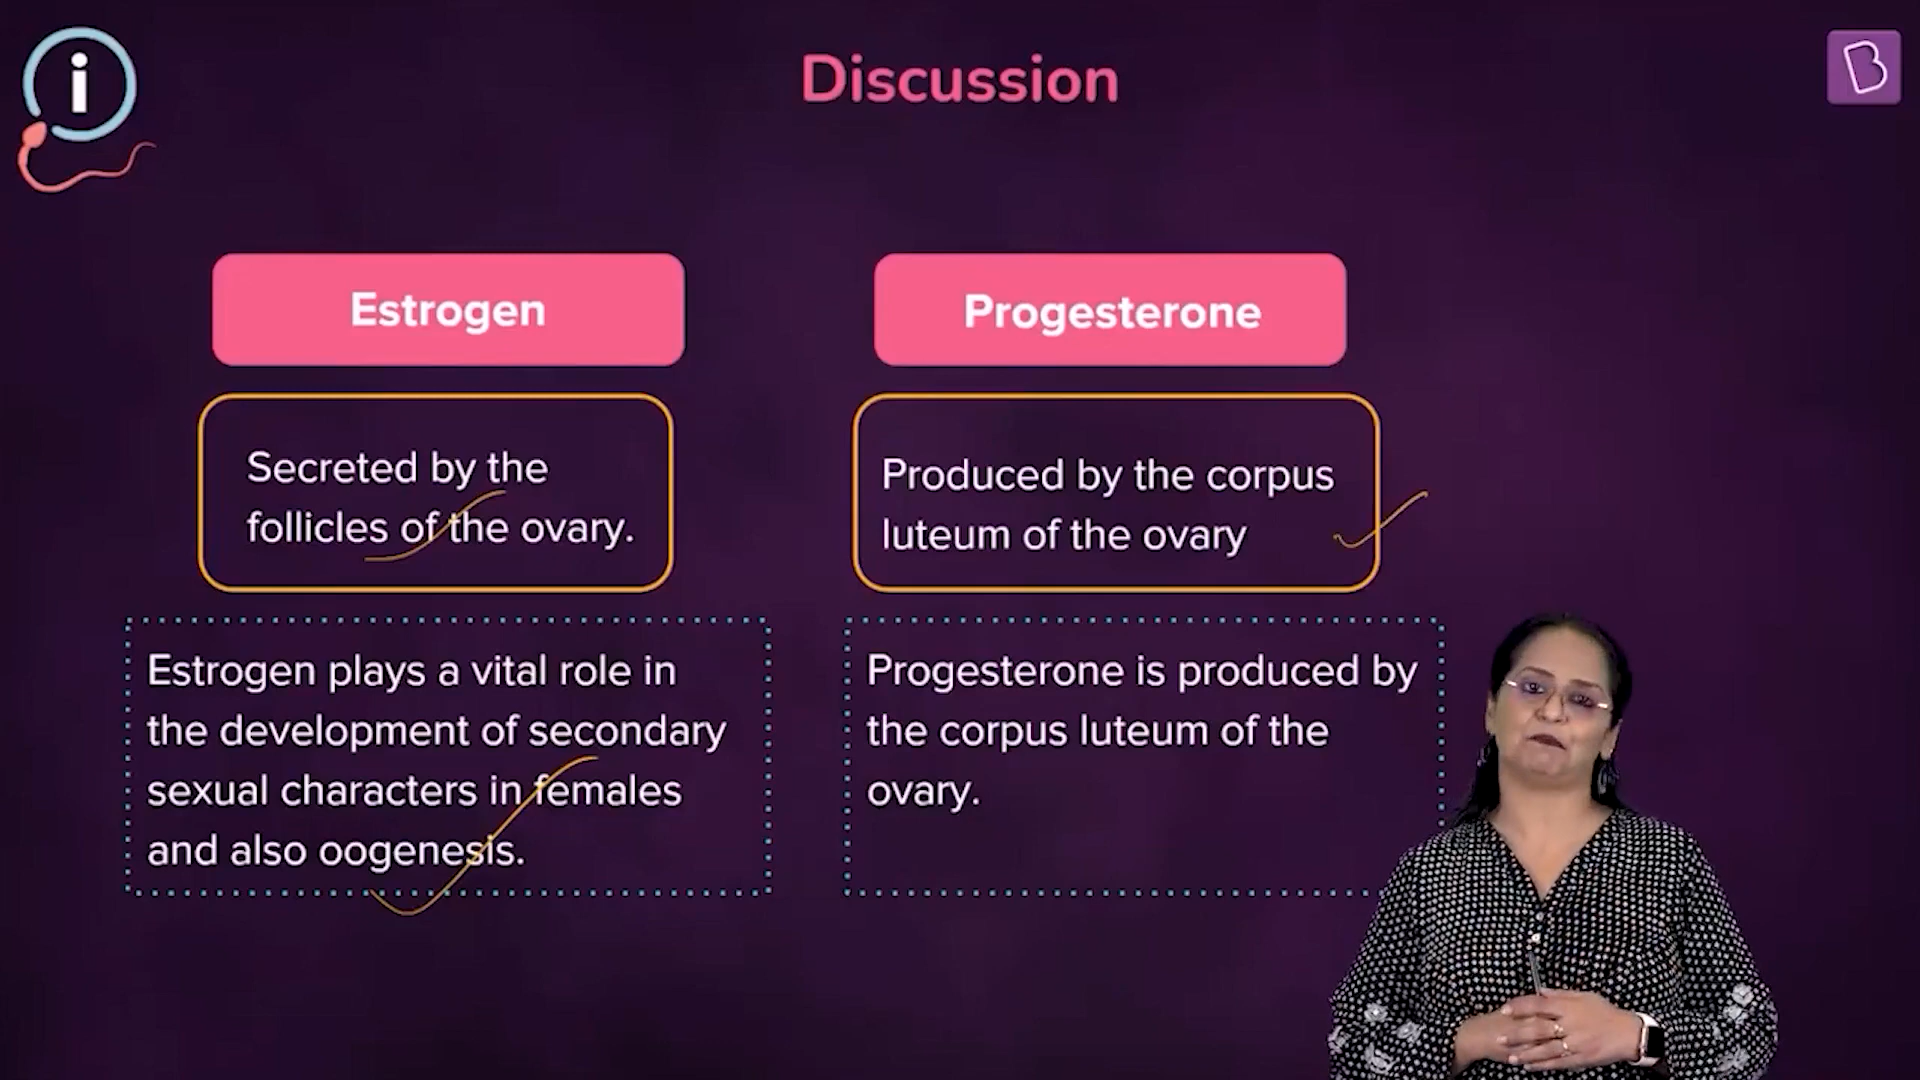 i
Discussion
B
Estrogen
Progesterone
Secreted by the
follicles of the ovary.
Produced by the corpus
luteum of the ovary
Estrogen plays a vital role in
the development of secondary
sexual characters in females
and also oogenesis.
Progesterone is produced by
the corpus luteum of the
ovary.